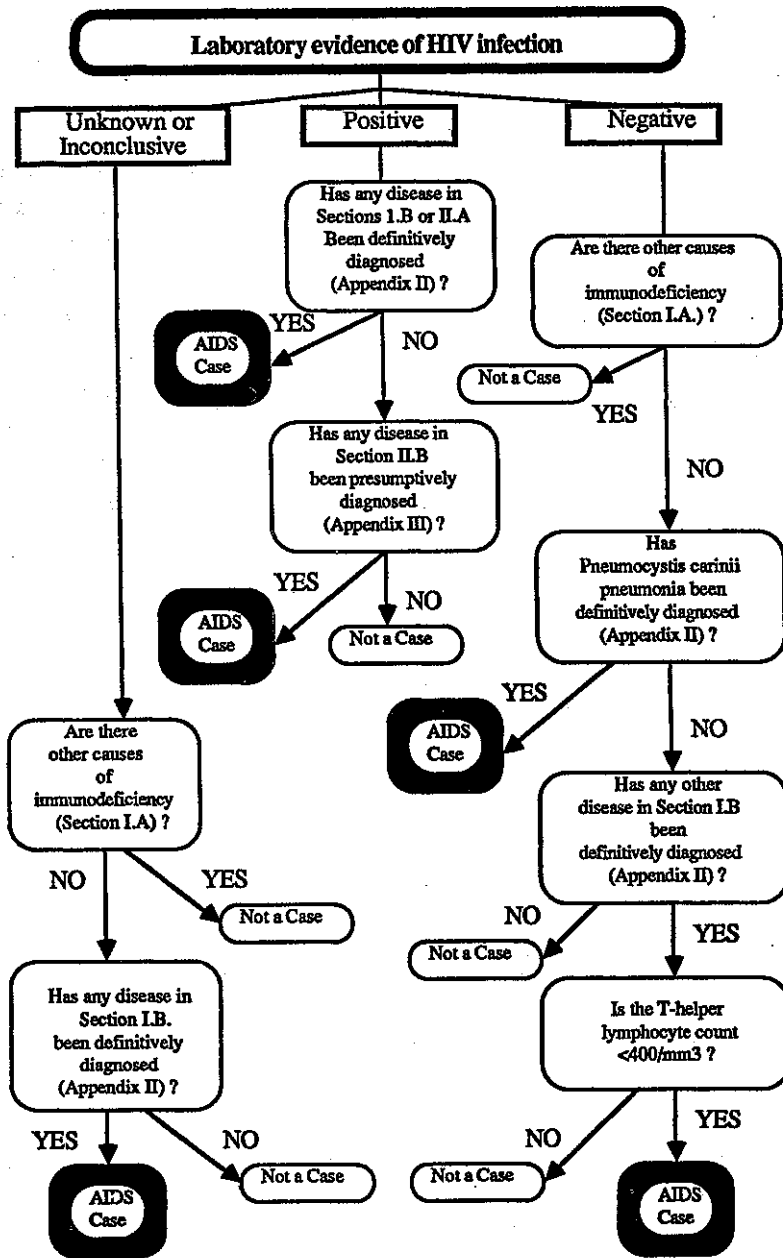 Laboratory evidence of HIV infection
Unknown or
Inconclusive
Positive
Negative
Has any disease in
Sections 1.B or II.A
Been definitively
diagnosed
(Appendix II) ?
YES
AIDS
Case
NO
Has any disease in
Section II.B
been presumptively
diagnosed
(Appendix III) ?
YES
AIDS
Case
NO
Not a Case
Are there other causes
of
immunodeficiency
(Section I.A.) ?
Not a Case
YES
NO
Has
Pneumocystis carinii
pneumonia been
definitively diagnosed
(Appendix II) ?
YES
AIDS
Case
NO
Has any other
disease in Section I.B
been
definitively diagnosed
(Appendix II) ?
NO
Not a Case
YES
Is the T-helper
lymphocyte count
<400/mm3 ?
NO
Not a Case
YES
AIDS
Case
Are there
other causes
of
immunodeficiency
(Section I.A) ?
NO
YES
Not a Case
Has any disease in
Section I.B.
been definitively
diagnosed
(Appendix II) ?
YES
AIDS
Case
NO
Not a Case